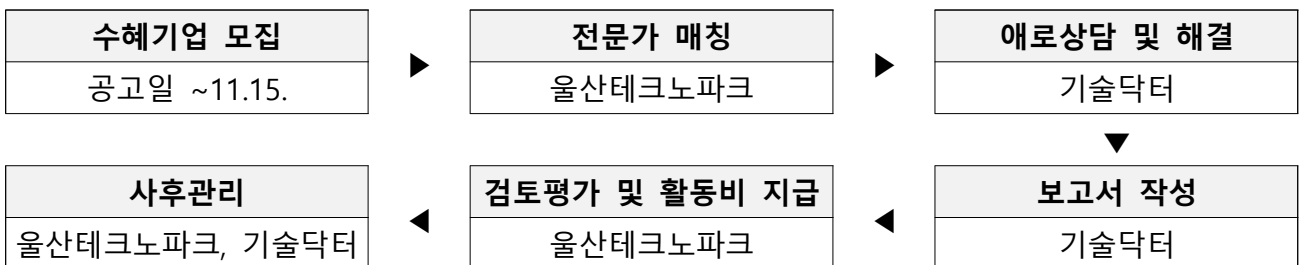 수혜기업 모집
공고일 ~11.15.
▶
전문가 매칭
울산테크노파크
▶
애로상담 및 해결
기술닥터
▼
보고서 작성
기술닥터
◀
검토평가 및 활동비 지급
울산테크노파크
◀
사후관리
울산테크노파크, 기술닥터